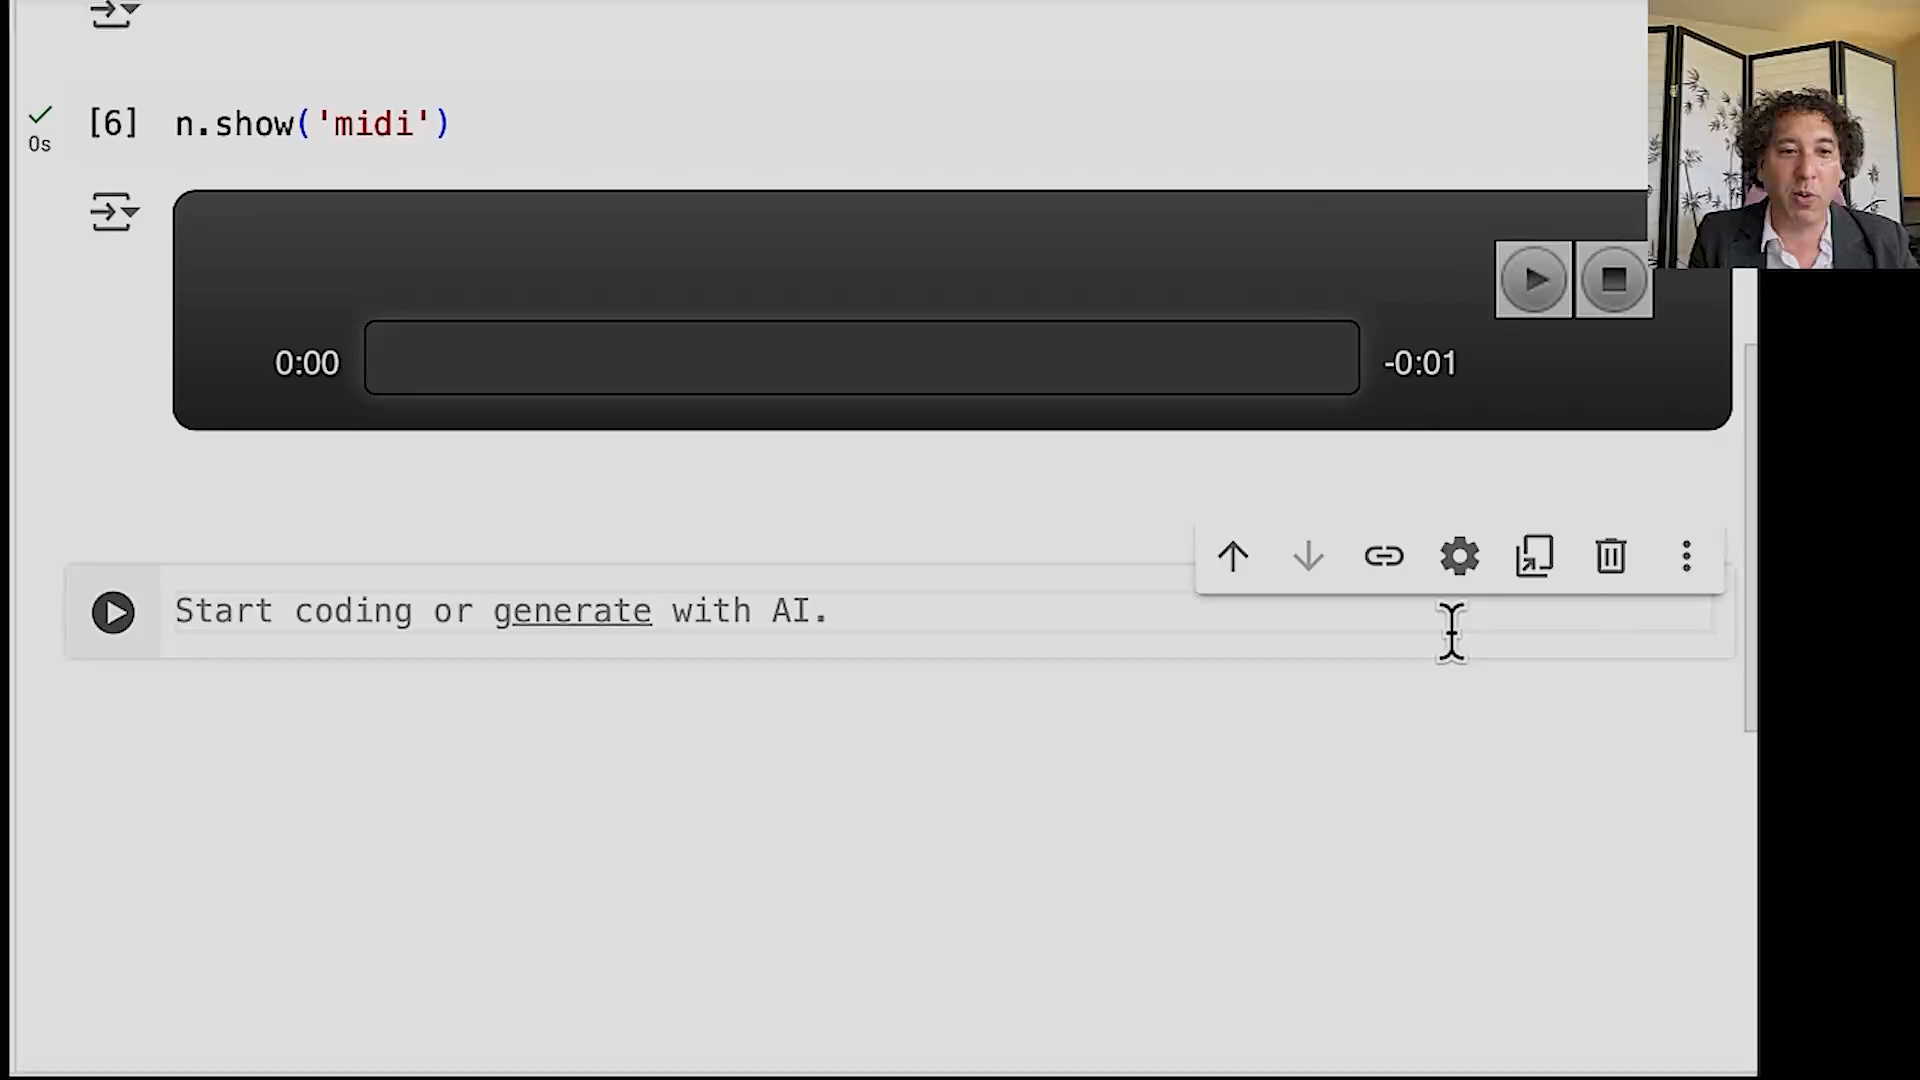 [6] n.show('midi')
0s
0:00 -0:01
Start coding or generate with AI.